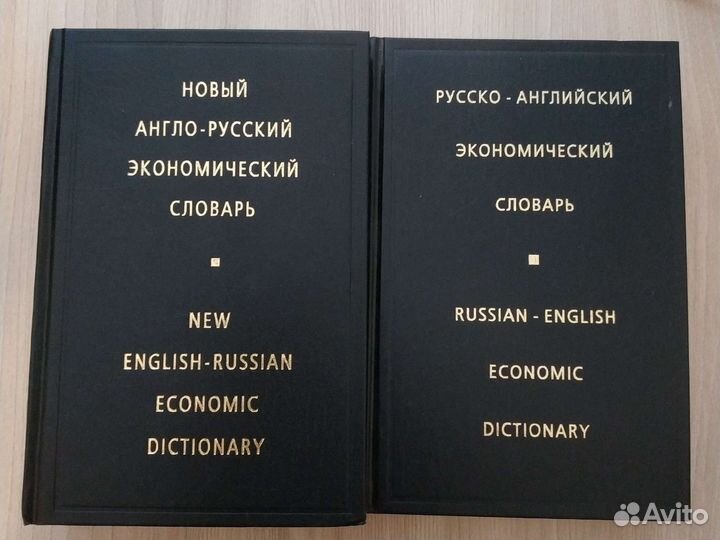 НОВЫЙ
АНГЛО-РУССКИЙ
ЭКОНОМИЧЕСКИЙ
СЛОВАРЬ
NEW
ENGLISH-RUSSIAN
ECONOMIC
DICTIONARY
РУССКО - АНГЛИЙСКИЙ
ЭКОНОМИЧЕСКИЙ
СЛОВАРЬ
RUSSIAN - ENGLISH
ECONOMIC
DICTIONARY
Avito